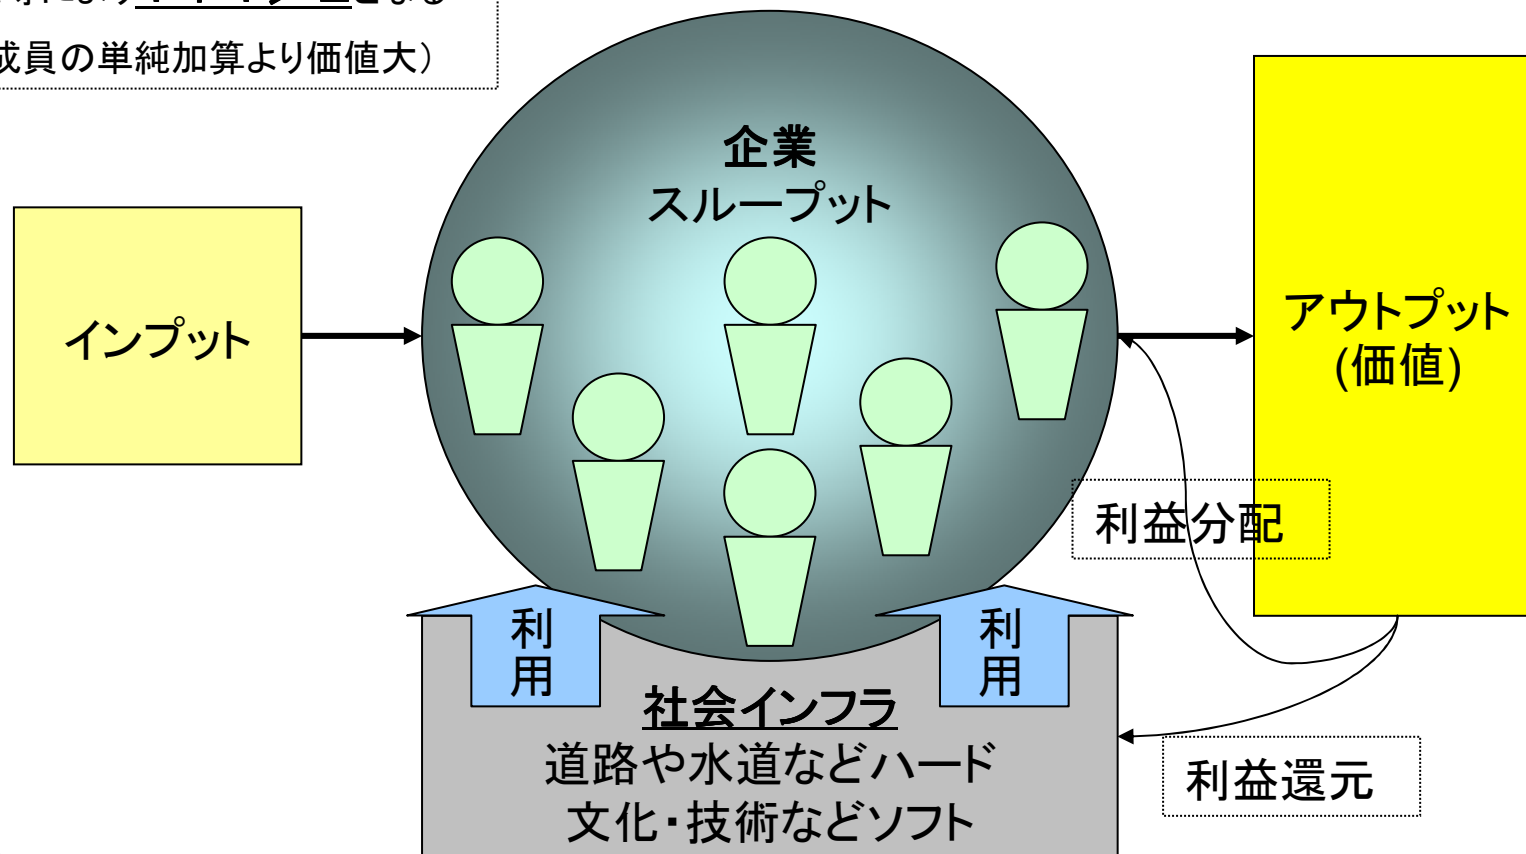 成員の単純加算より価値大)
企業
スループット
インプット
アウトプット
(価値)
利益分配
利用
利用
社会インフラ
道路や水道などハード
文化・技術などソフト
利益還元